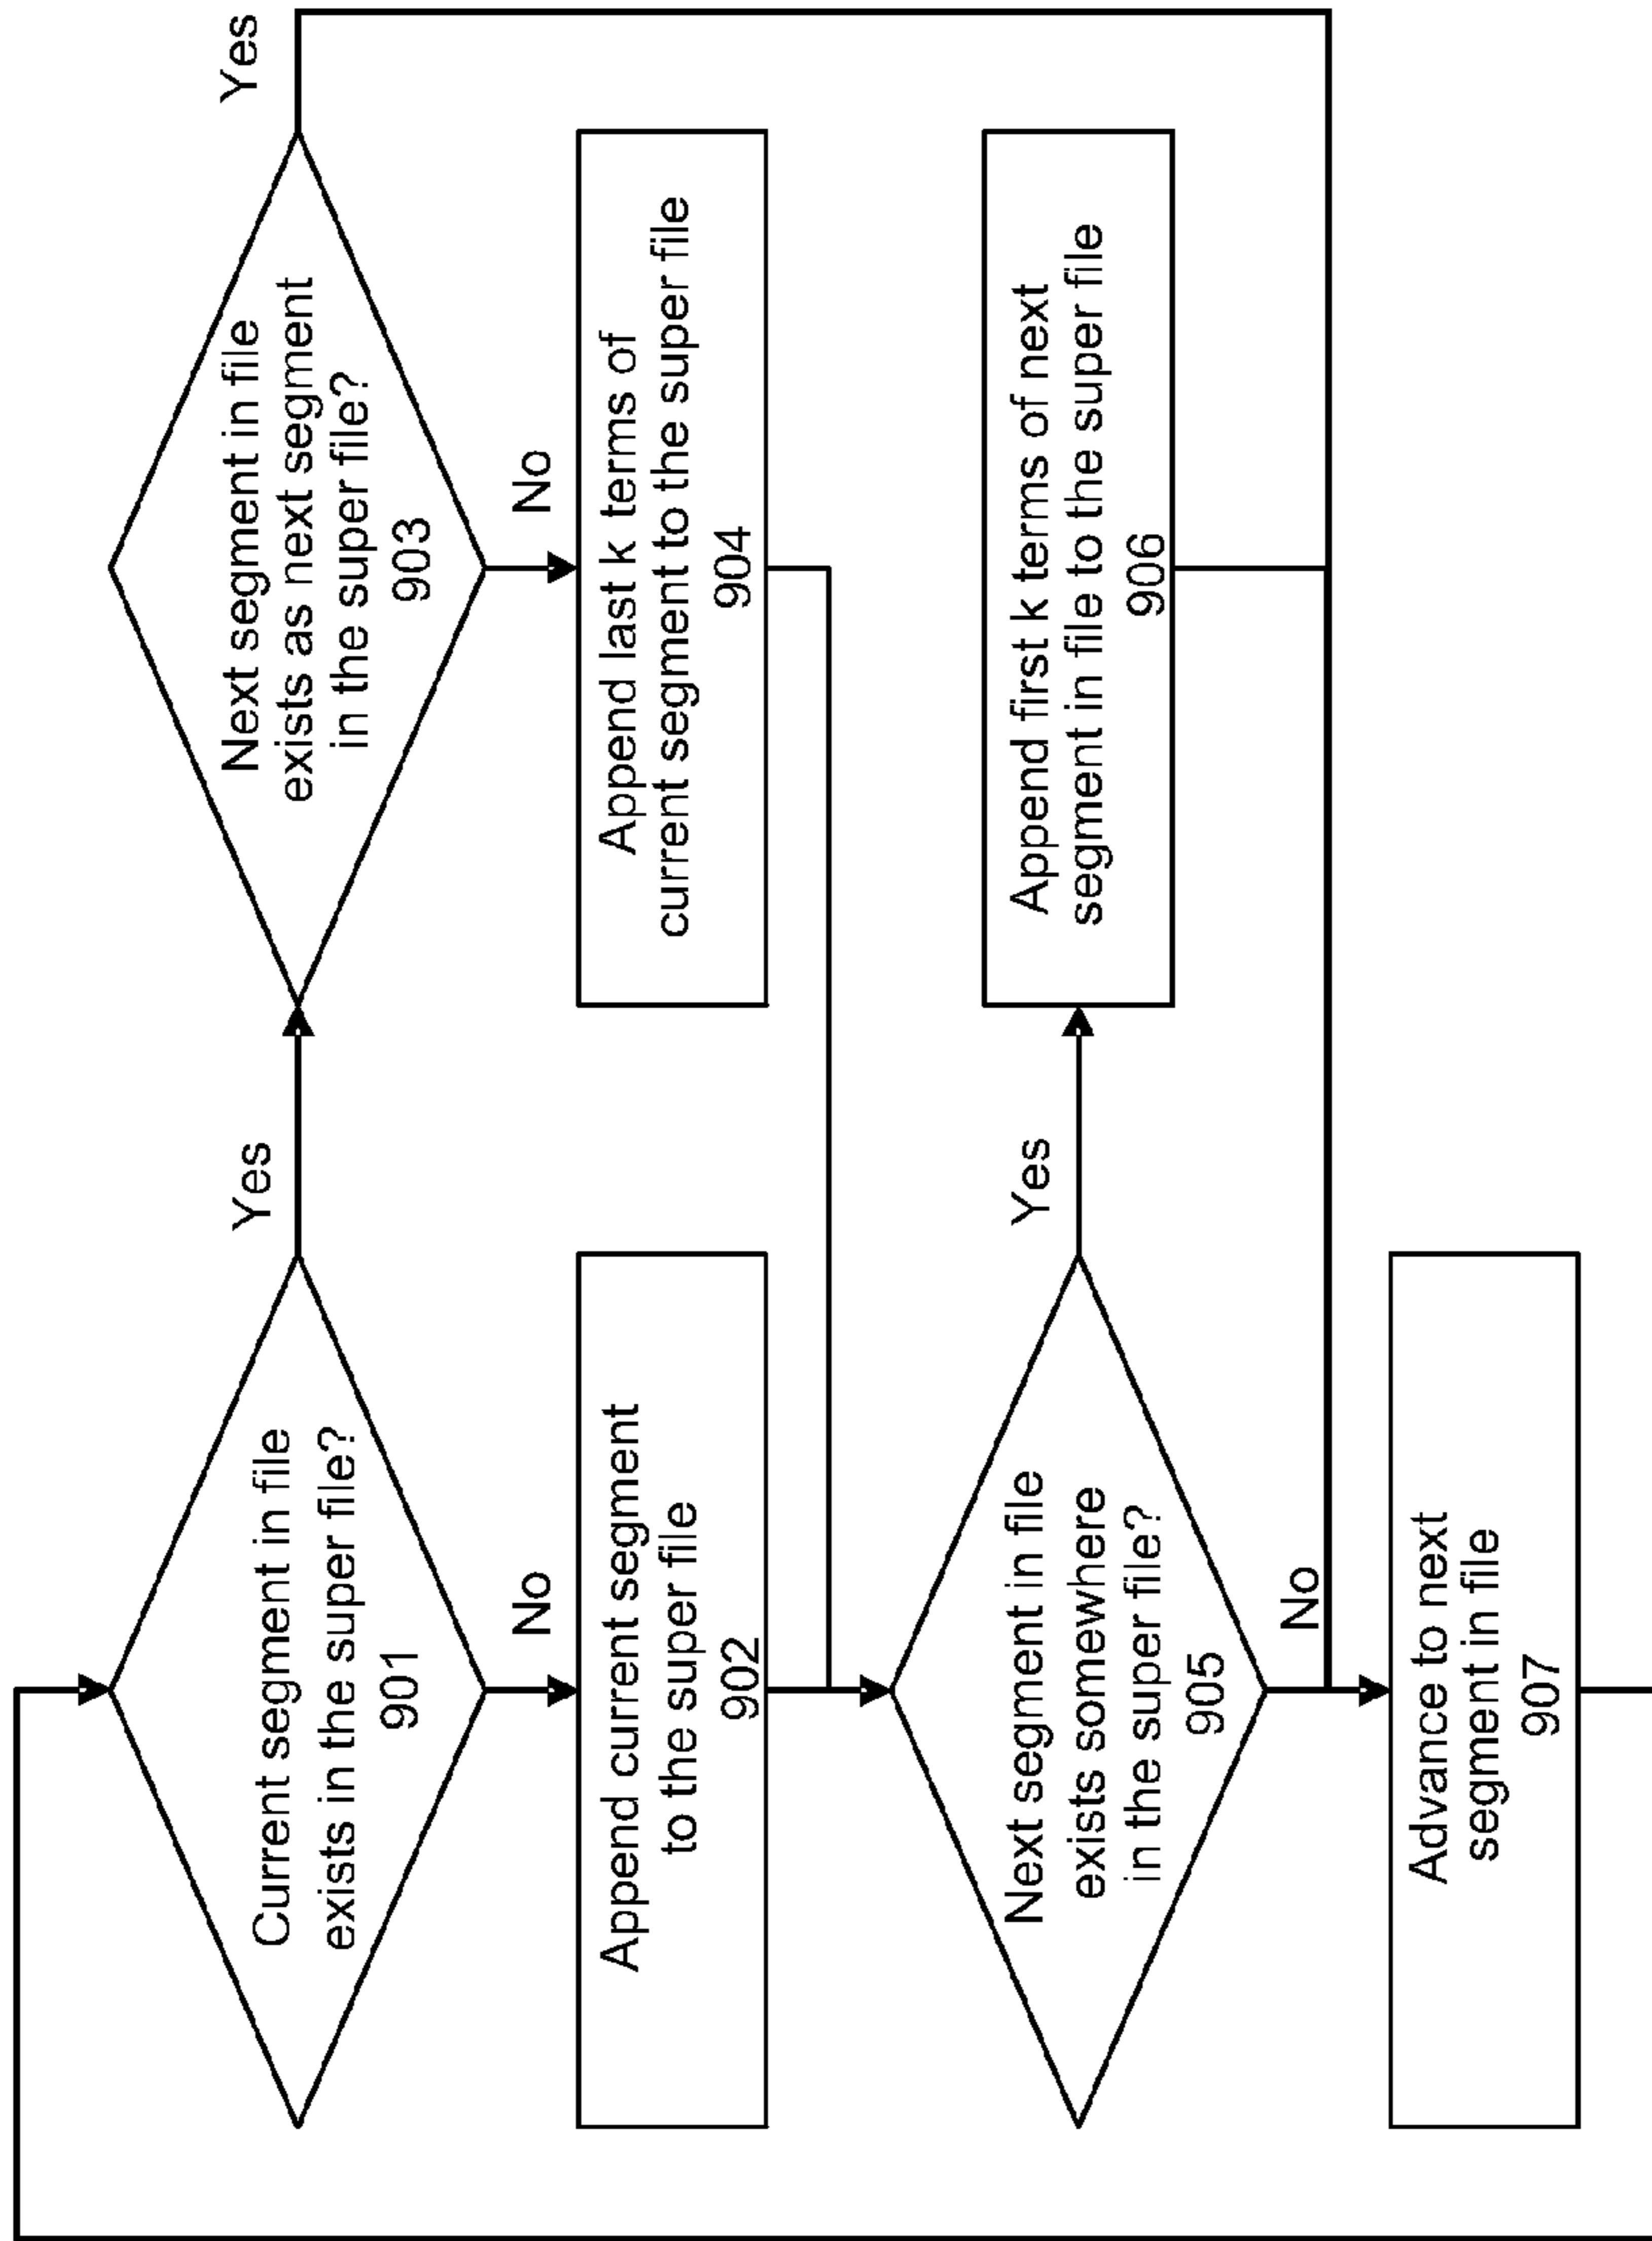 Current segment in file
exists in the super file?
901
Yes
Next segment in file
exists as next segment
in the super file?
903
Yes
No
No
Append current segment
to the super file
902
Append last k terms of
current segment to the super file
904
Next segment in file
exists somewhere
in the super file?
905
Yes
Append first k terms of next
segment in file to the super file
906
No
Advance to next
segment in file
907